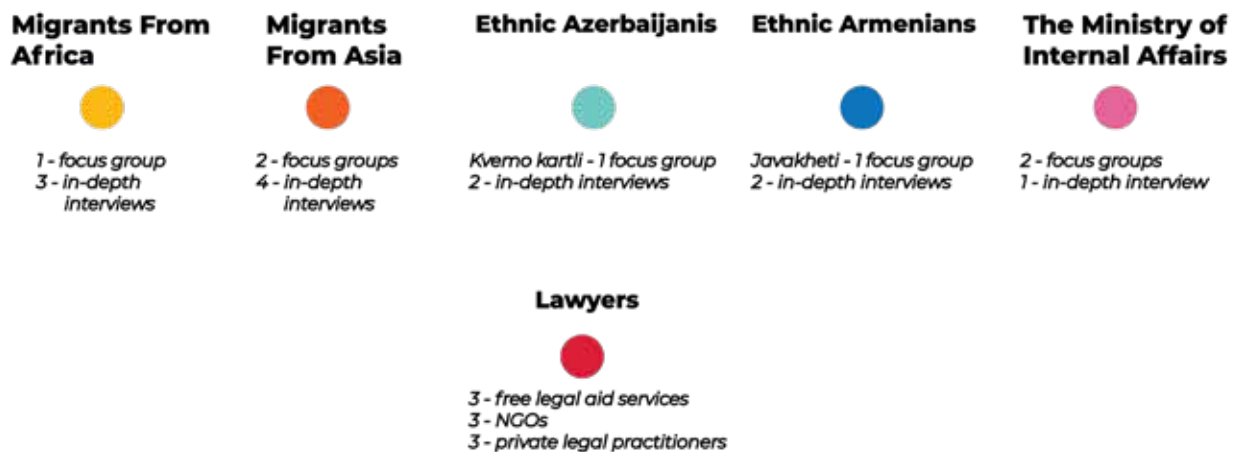 Migrants From
Africa
1 - focus group
3 - in-depth
interviews
Migrants
From Asia
2 - focus groups
4 - in-depth
interviews
Ethnic Azerbaijanis
Kvemo kartli - 1 focus group
2 - in-depth interviews
Ethnic Armenians
Javakheti - 1 focus group
2 - in-depth interviews
The Ministry of
Internal Affairs
2 - focus groups
1 - in-depth interview
Lawyers
3 - free legal aid services
3 - NGOs
3 - private legal practitioners